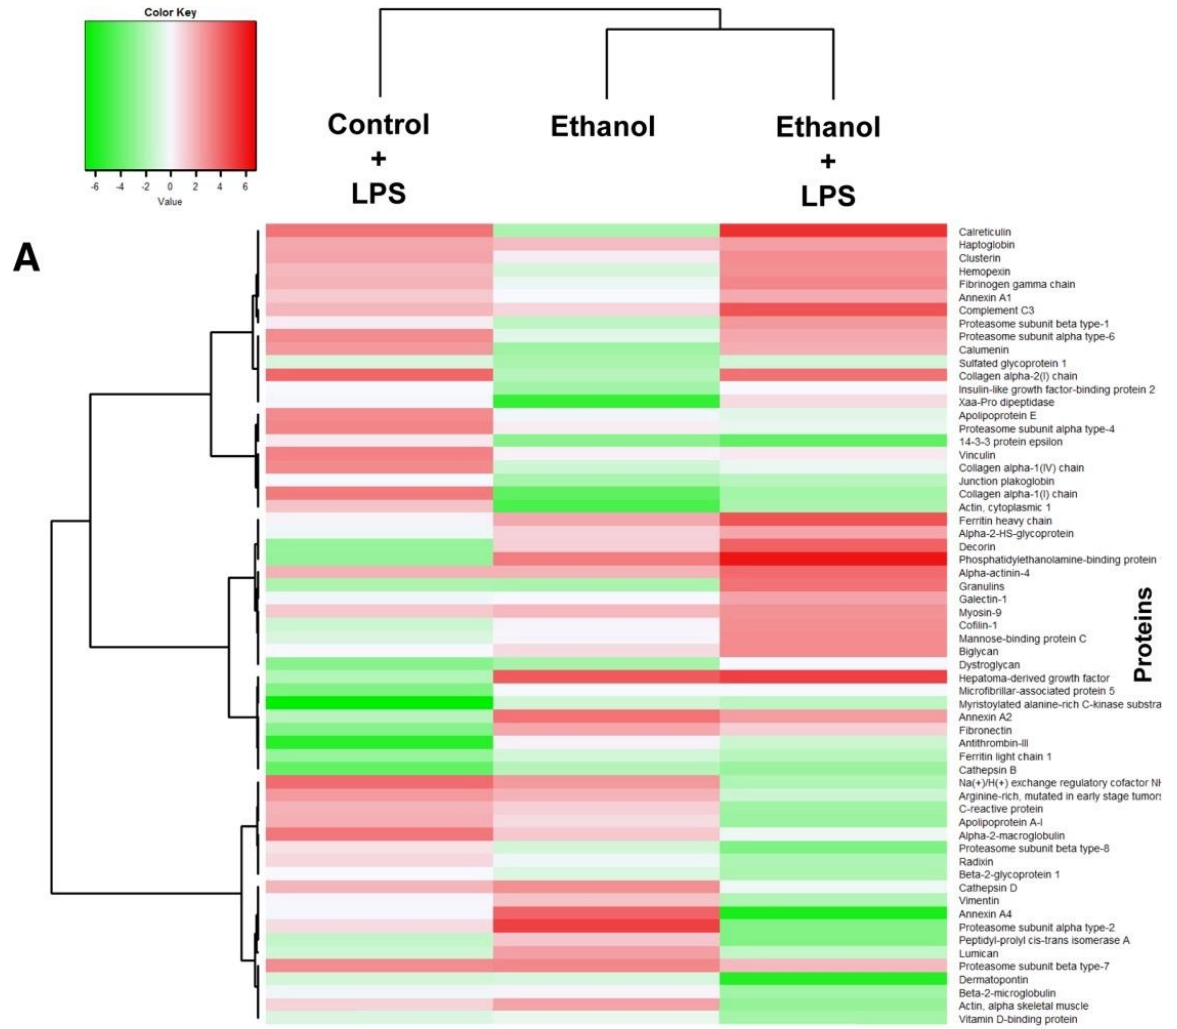 Color Key
-6 -4 -2 0 2 4 6
Value
Control
+
LPS
Ethanol
Ethanol
+
LPS
A
Calreticulin
Haptoglobin
Clusterin
Hemopexin
Fibrinogen gamma chain
Annexin A1
Complement C3
Proteasome subunit beta type-1
Proteasome subunit alpha type-6
Calumenin
Sulfated glycoprotein 1
Collagen alpha-2(I) chain
Insulin-like growth factor-binding protein 2
Xaa-Pro dipeptidase
Apolipoprotein E
Proteasome subunit alpha type-4
14-3-3 protein epsilon
Vinculin
Collagen alpha-1(IV) chain
Junction plakoglobin
Collagen alpha-1(I) chain
Actin, cytoplasmic 1
Ferritin heavy chain
Alpha-2-HS-glycoprotein
Decorin
Phosphatidylethanolamine-binding protein
Alpha-actinin-4
Granulins
Galectin-1
Myosin-9
Cofilin-1
Mannose-binding protein C
Biglycan
Dystroglycan
Hepatoma-derived growth factor
Microfibrillar-associated protein 5
Myristoylated alanine-rich C-kinase substra
Annexin A2
Fibronectin
Antithrombin-III
Ferritin light chain 1
Cathepsin B
Na(+)/H(+) exchange regulatory cofactor NH
Arginine-rich, mutated in early stage tumors
C-reactive protein
Apolipoprotein A-I
Alpha-2-macroglobulin
Proteasome subunit beta type-8
Radixin
Beta-2-glycoprotein 1
Cathepsin D
Vimentin
Annexin A4
Proteasome subunit alpha type-2
Peptidyl-prolyl cis-trans isomerase A
Lumican
Proteasome subunit beta type-7
Dermatopontin
Beta-2-microglobulin
Actin, alpha skeletal muscle
Vitamin D-binding protein
Proteins